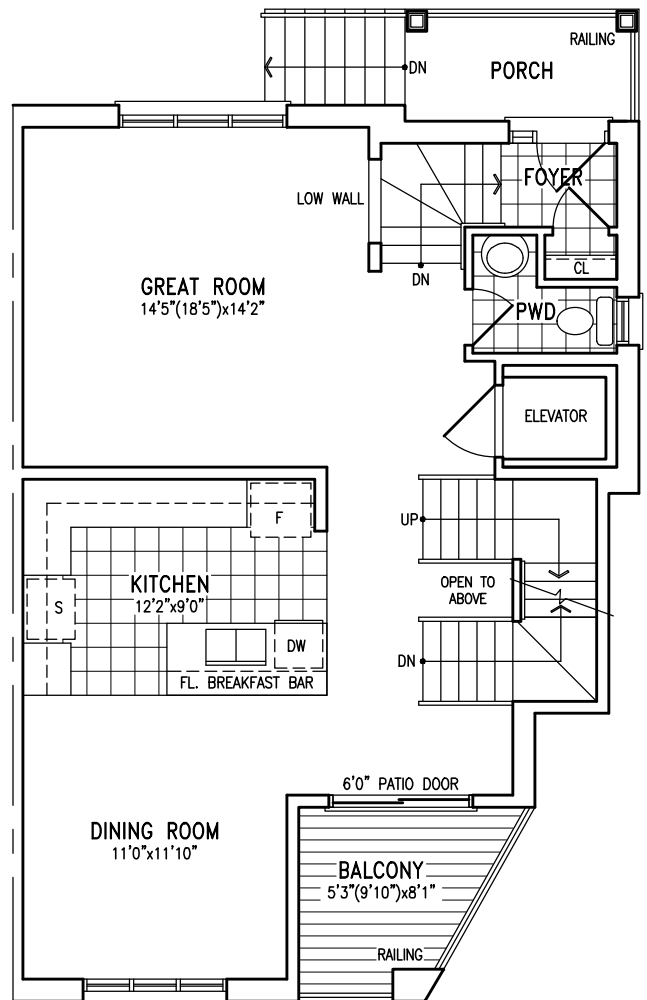 RAILING
DN
PORCH
FOYER
LOW WALL
CL
DN
GREAT ROOM
14'5"(18'5")x14'2"
PWD
ELEVATOR
F
UP
KITCHEN
12'2"x9'0"
S
OPEN TO
ABOVE
DW
DN
FL. BREAKFAST BAR
6'0" PATIO DOOR
DINING ROOM
11'0"x11'10"
BALCONY
5'3"(9'10")x8'1"
RAILING